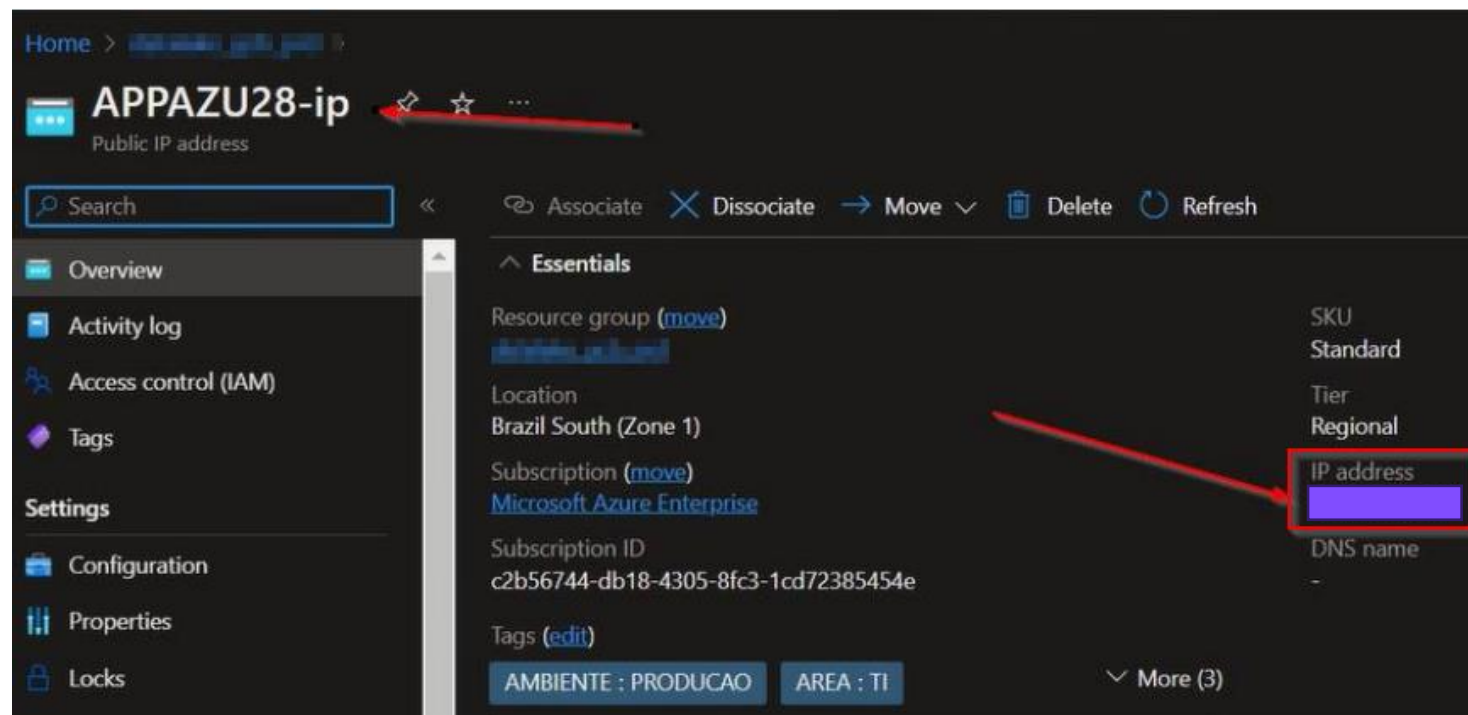 Home >
APPAZU28-ip
Public IP address
Search
Associate Dissociate Move Delete Refresh
Overview
Activity log
Access control (IAM)
Tags
Settings
Configuration
Properties
Locks
Essentials
Resource group (move)
Location
Brazil South (Zone 1)
Subscription (move)
Microsoft Azure Enterprise
Subscription ID
c2b56744-db18-4305-8fc3-1cd72385454e
Tags (edit)
AMBIENTE : PRODUCAO AREA : TI More (3)
SKU
Standard
Tier
Regional
IP address
DNS name
-